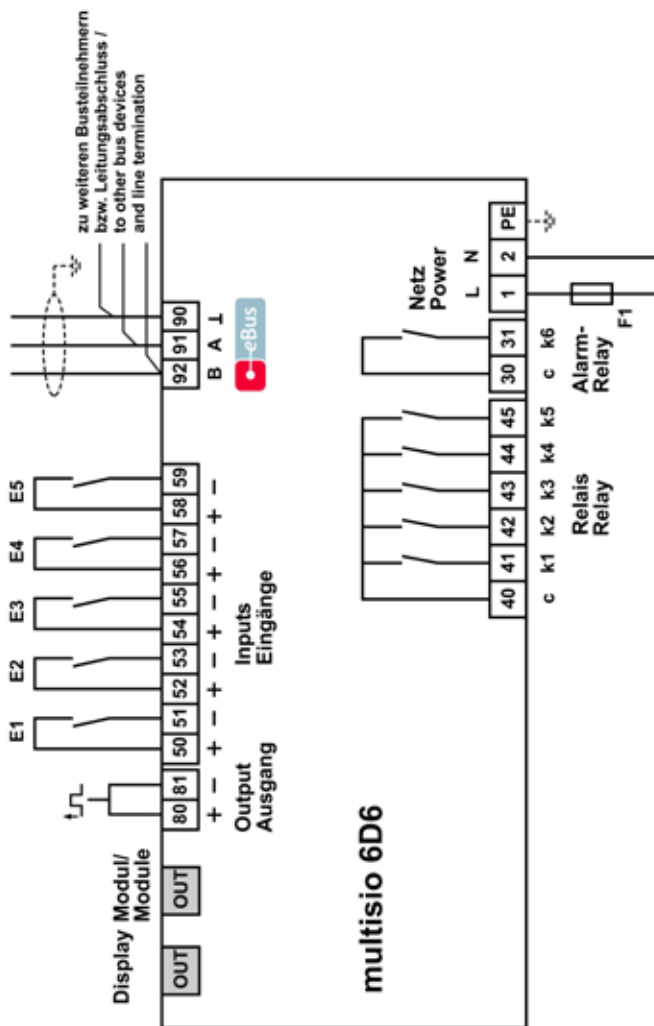 zu weiteren Busteilnehmern
bzw. Leitungsabschluss /
to other bus devices
and line termination
E1
E2
E3
E4
E5
Display Modul/
Module
OUT
OUT
80
81
50
51
52
53
54
55
56
57
58
59
92
91
90
+ −
+ −
+ −
+ −
+ −
+ −
B
A
⊥
Output
Ausgang
Inputs
Eingänge
eBus
multisio 6D6
Netz
Power
L
N
40
41
42
43
44
45
30
31
1
2
PE
c
k1
k2
k3
k4
k5
c
k6
Relais
Relay
Alarm-
Relay
F1